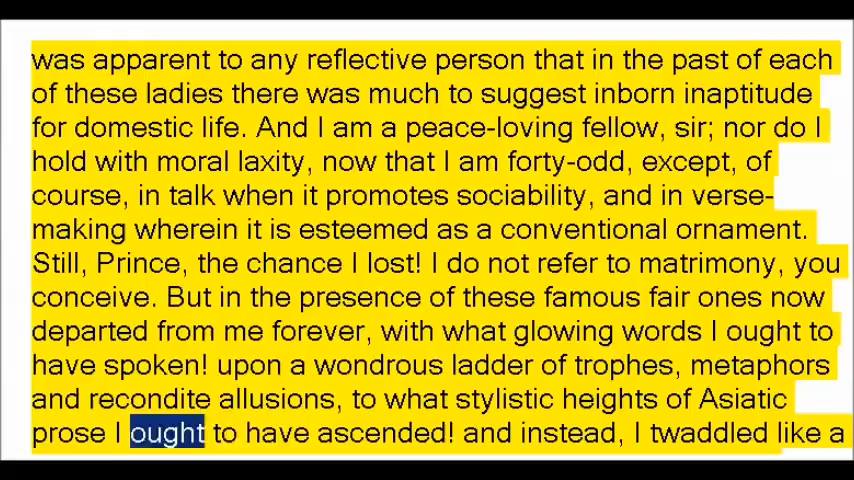 was apparent to any reflective person that in the past of each
of these ladies there was much to suggest inborn inaptitude
for domestic life. And I am a peace-loving fellow, sir; nor do I
hold with moral laxity, now that I am forty-odd, except, of
course, in talk when it promotes sociability, and in verse-
making wherein it is esteemed as a conventional ornament.
Still, Prince, the chance I lost! I do not refer to matrimony, you
conceive. But in the presence of these famous fair ones now
departed from me forever, with what glowing words I ought to
have spoken! upon a wondrous ladder of trophes, metaphors
and recondite allusions, to what stylistic heights of Asiatic
prose I ought to have ascended! and instead, I twaddled like a